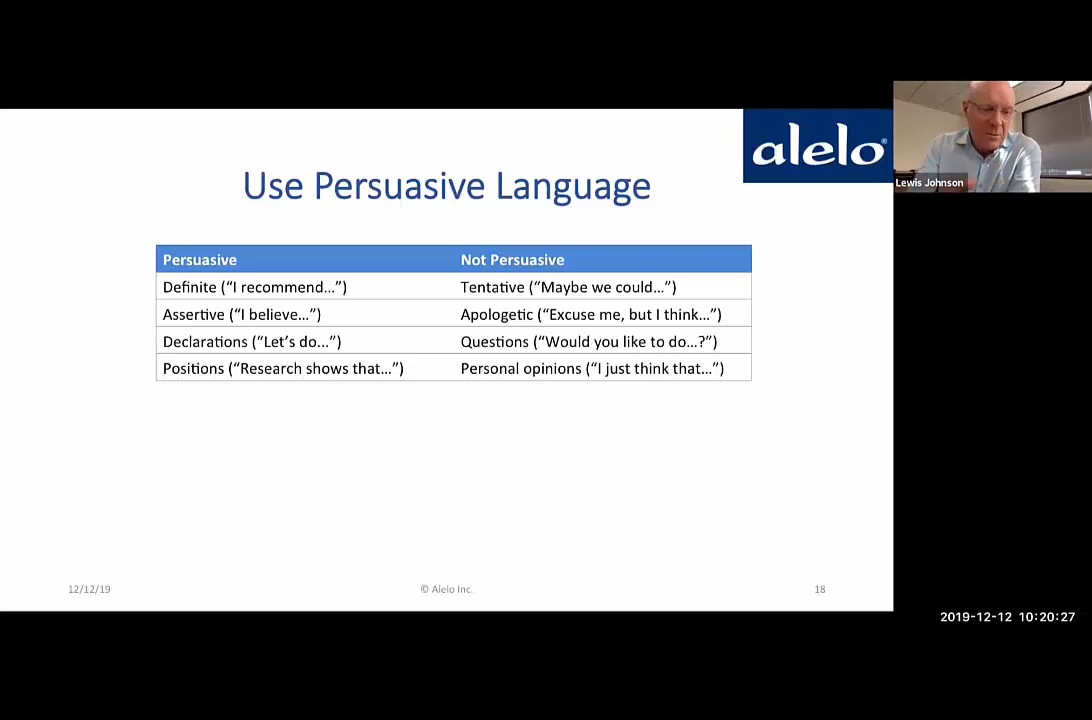 alelo®
Lewis Johnson
Use Persuasive Language
Persuasive Not Persuasive
Definite (“I recommend...”) Tentative (“Maybe we could...”)
Assertive (“I believe...”) Apologetic (“Excuse me, but I think...”)
Declarations (“Let’s do...”) Questions (“Would you like to do...?”)
Positions (“Research shows that...”) Personal opinions (“I just think that...”)
12/12/19 © Alelo Inc. 18
2019-12-12 10:20:27